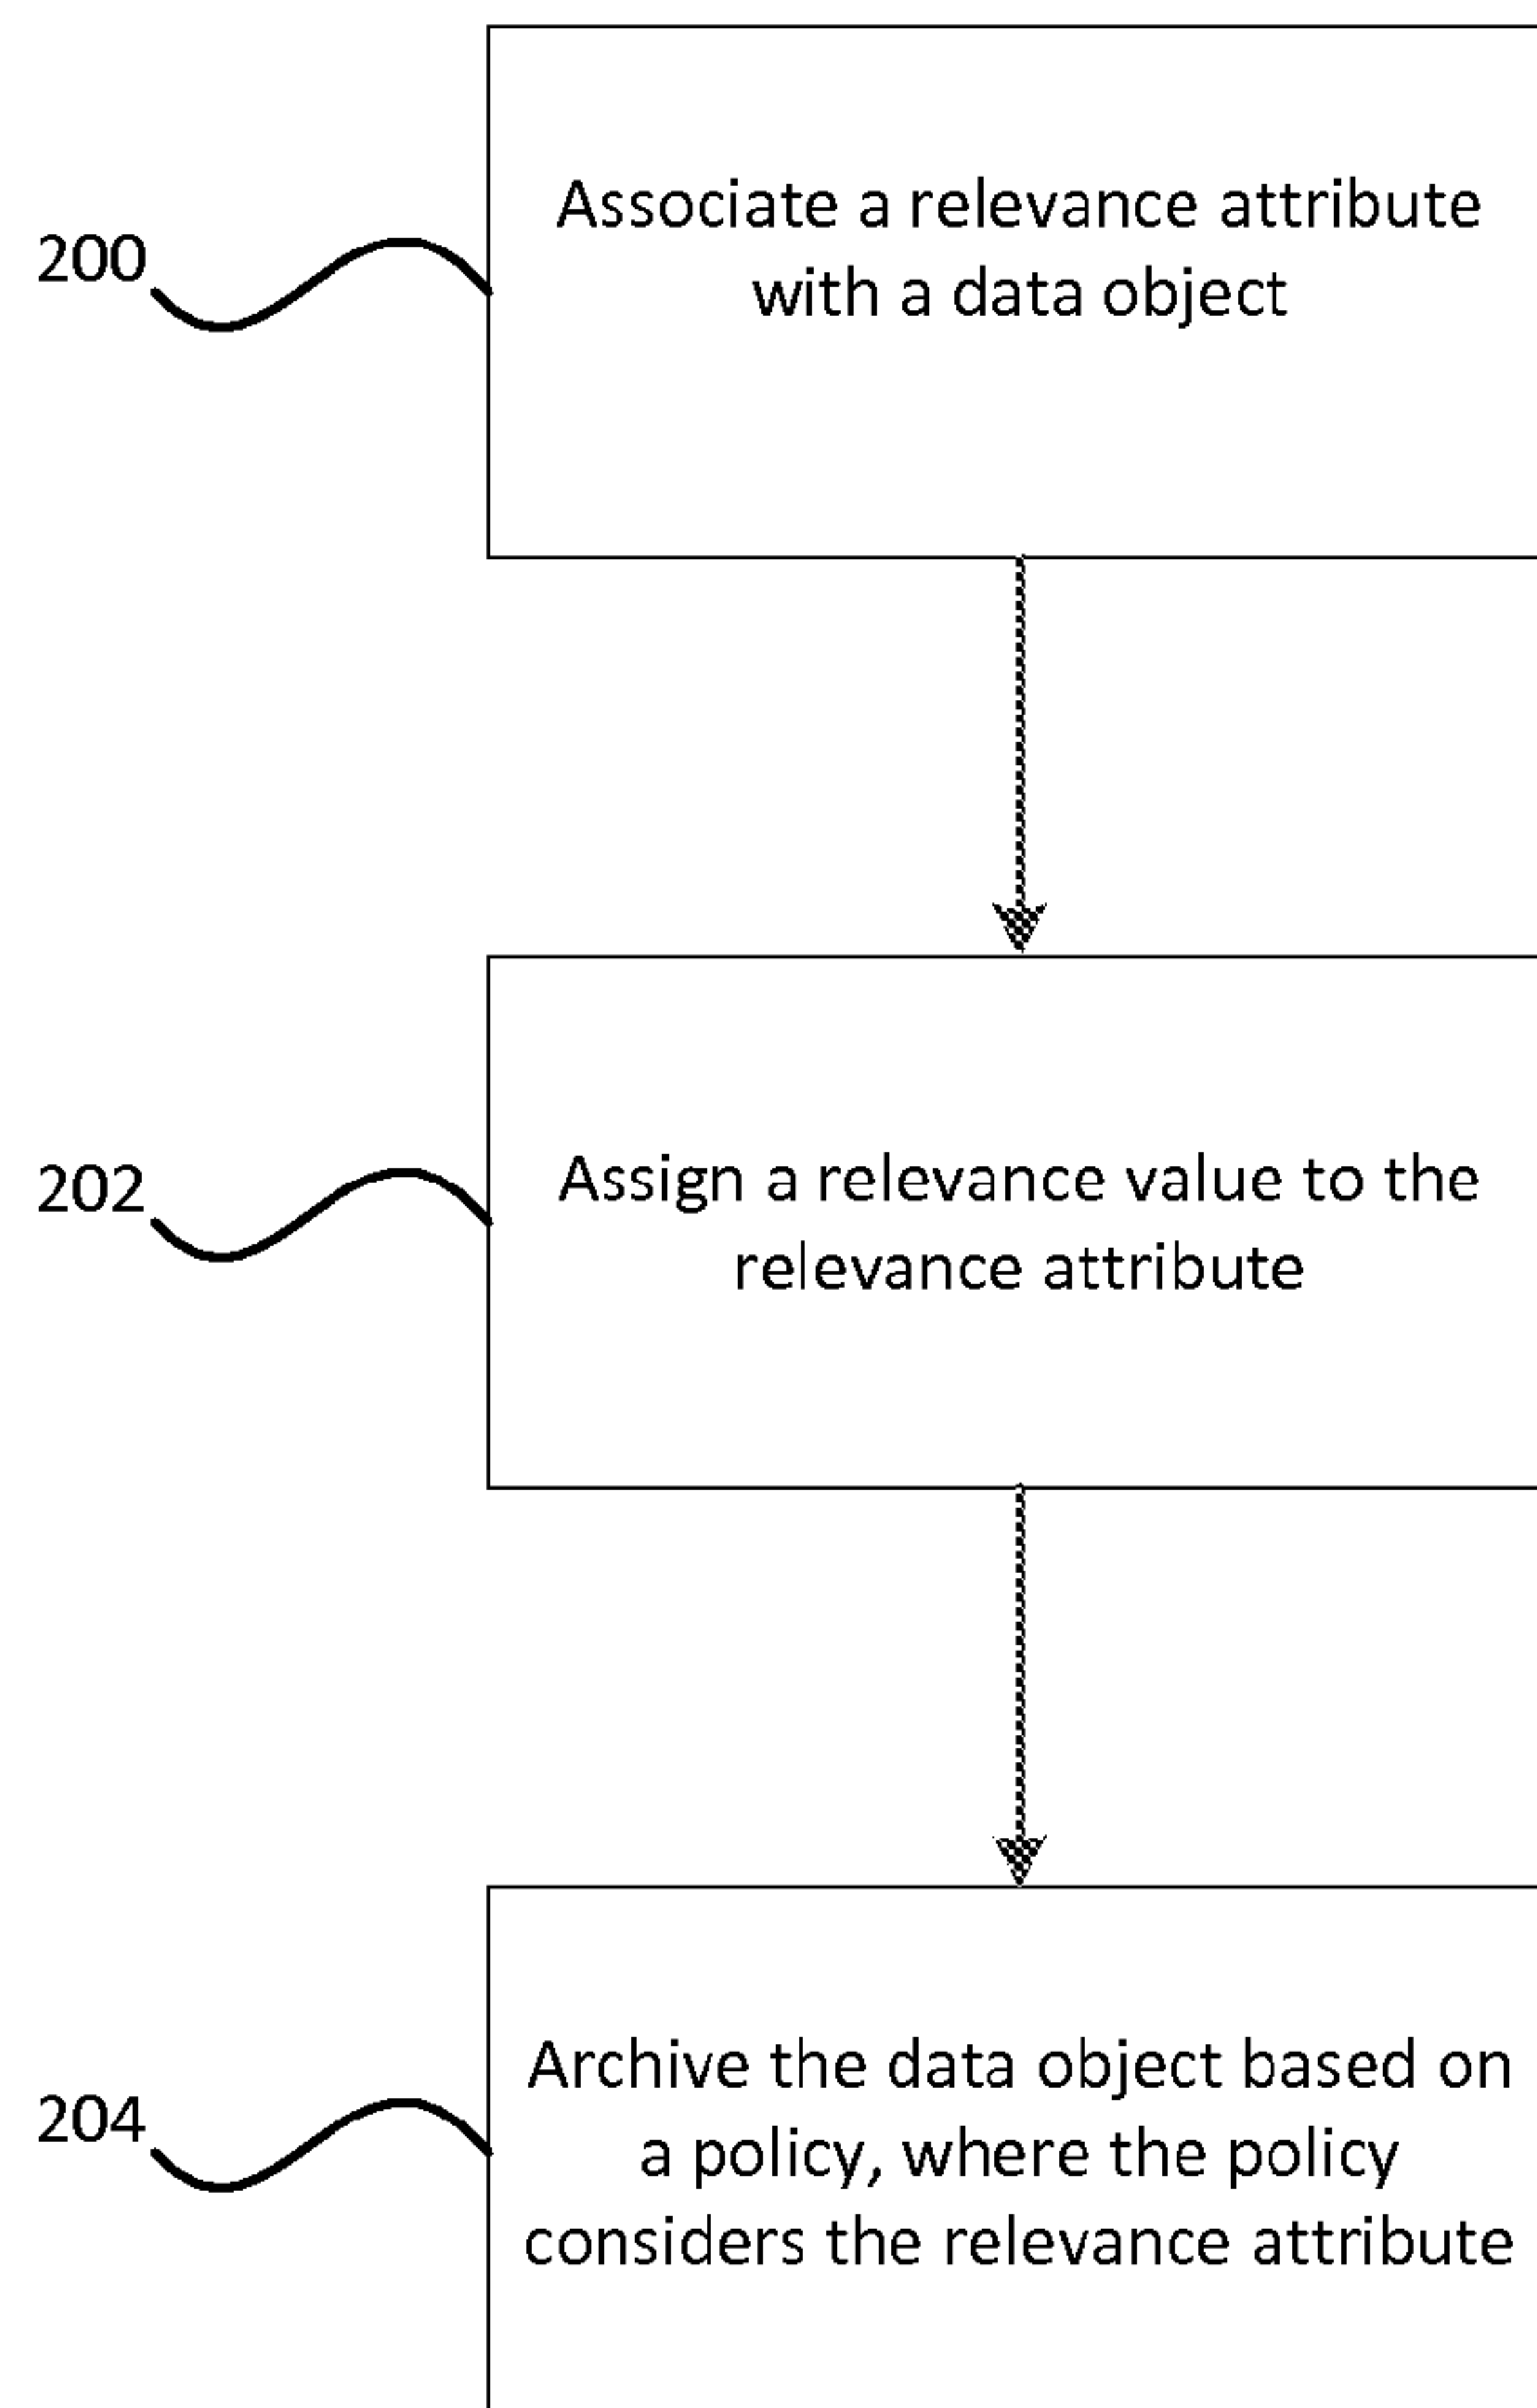 200
Associate a relevance attribute
with a data object
202
Assign a relevance value to the
relevance attribute
204
Archive the data object based on
a policy, where the policy
considers the relevance attribute